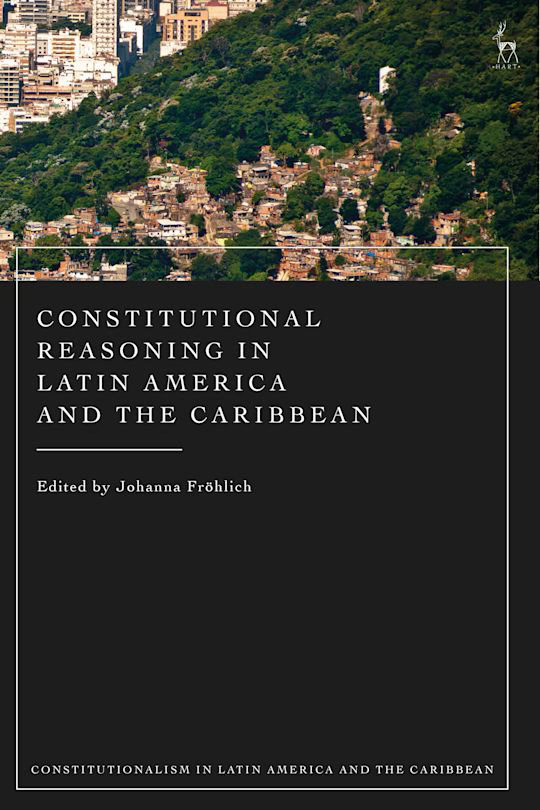 ·HART·
CONSTITUTIONAL
REASONING IN
LATIN AMERICA
AND THE CARIBBEAN
Edited by Johanna Fröhlich
CONSTITUTIONALISM IN LATIN AMERICA AND THE CARIBBEAN